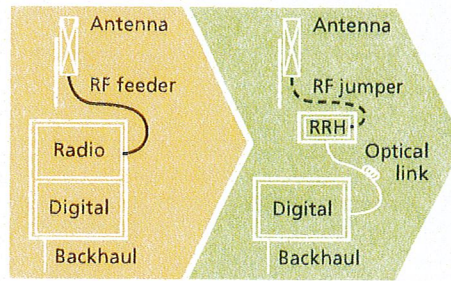 Antenna
RF feeder
Radio
Digital
Backhaul
Antenna
RF jumper
RRH
Optical
link
Digital
Backhaul